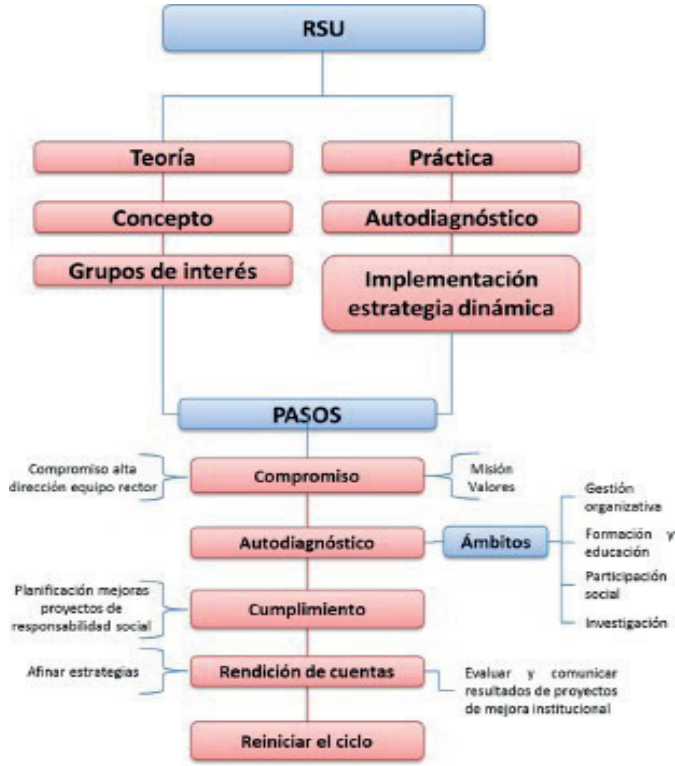 RSU
Teoría
Práctica
Concepto
Autodiagnóstico
Grupos de interés
Implementación
estrategia dinámica
PASOS
Compromiso alta
dirección equipo rector
Compromiso
Misión
Valores
Autodiagnóstico
Ámbitos
Gestión
organizativa
Formación y
educación
Participación
social
Investigación
Planificación mejoras
proyectos de
responsabilidad social
Cumplimiento
Afinar estrategias
Rendición de cuentas
Evaluar y comunicar
resultados de proyectos
de mejora institucional
Reiniciar el ciclo